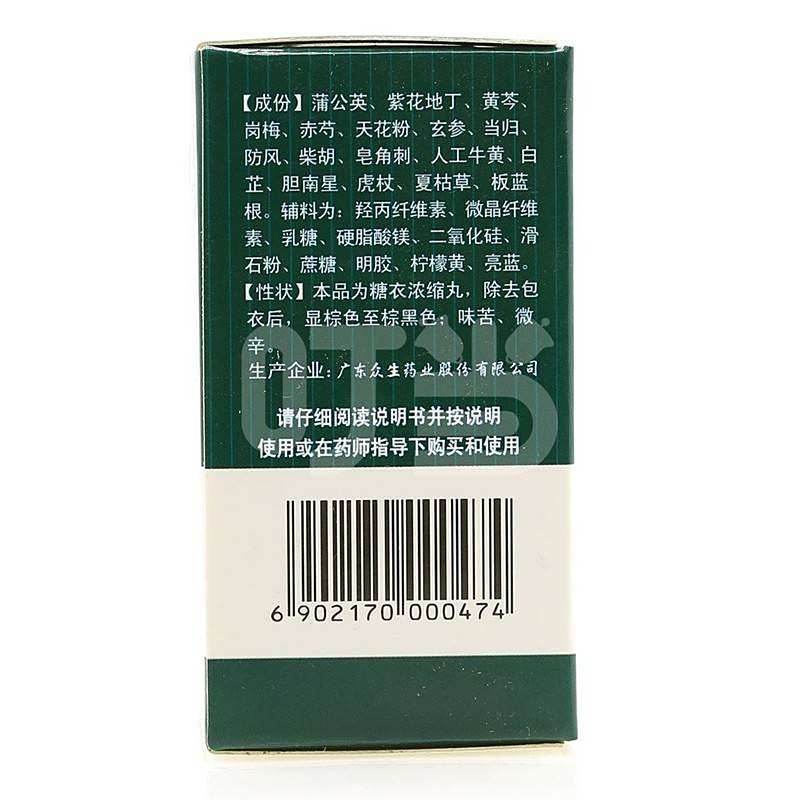 【成份】蒲公英、紫花地丁、黄芩、
岗梅、赤芍、天花粉、玄参、当归、
防风、柴胡、皂角刺、人工牛黄、白
芷、胆南星、虎杖、夏枯草、板蓝
根。辅料为：羟丙纤维素、微晶纤维
素、乳糖、硬脂酸镁、二氧化硅、滑
石粉、蔗糖、明胶、柠檬黄、亮蓝。
【性状】本品为糖衣浓缩丸，除去包
衣后，显棕色至棕黑色；味苦、微
辛。
生产企业：广东众生药业股份有限公司
请仔细阅读说明书并按说明
使用或在药师指导下购买和使用
叮当
6 902170 000474